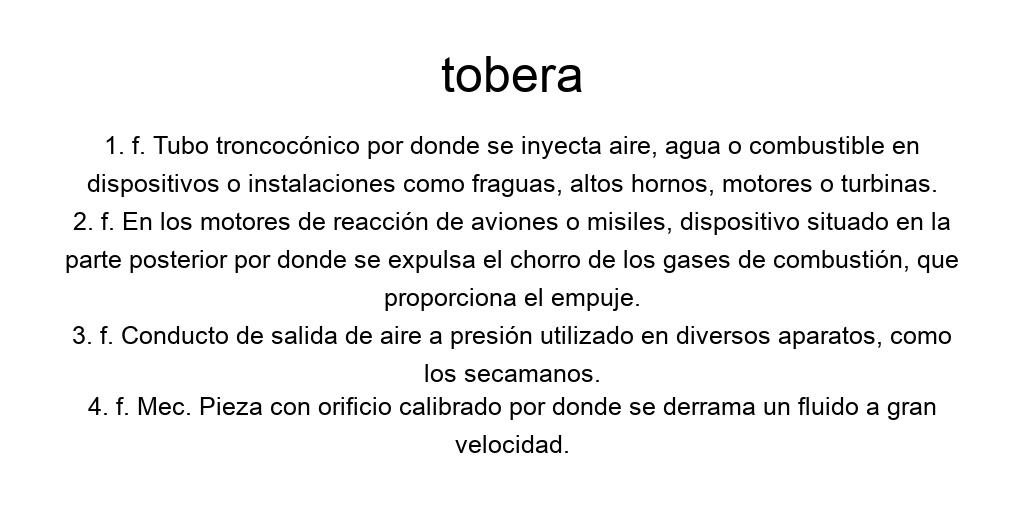 tobera
1. f. Tubo troncocónico por donde se inyecta aire, agua o combustible en
dispositivos o instalaciones como fraguas, altos hornos, motores o turbinas.
2. f. En los motores de reacción de aviones o misiles, dispositivo situado en la
parte posterior por donde se expulsa el chorro de los gases de combustión, que
proporciona el empuje.
3. f. Conducto de salida de aire a presión utilizado en diversos aparatos, como
los secamanos.
4. f. Mec. Pieza con orificio calibrado por donde se derrama un fluido a gran
velocidad.